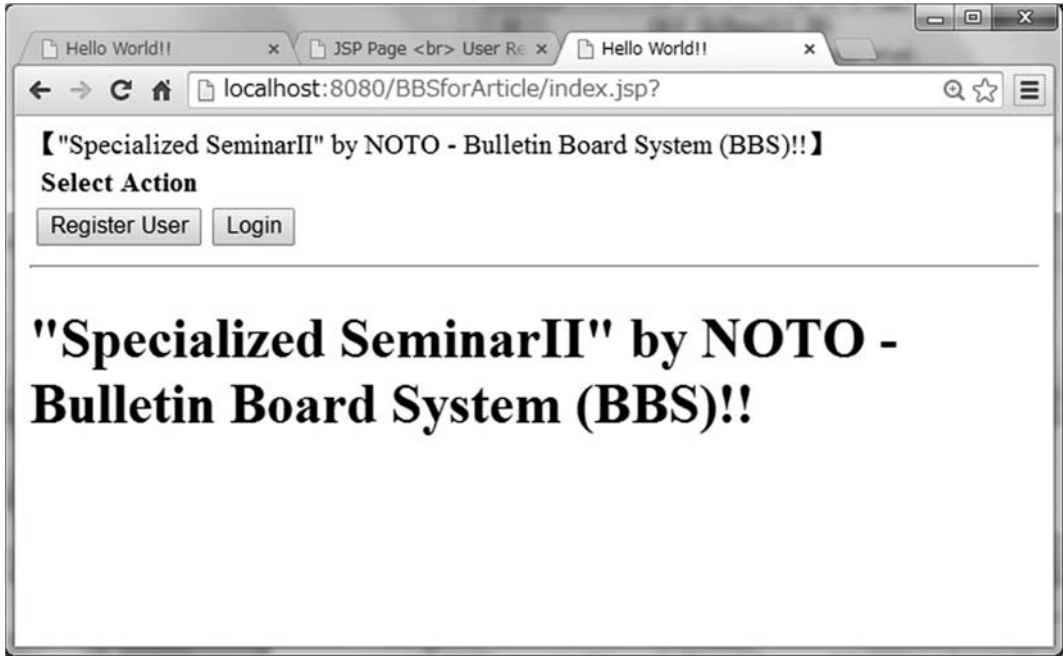 Hello World!!
JSP Page <br> User Re
Hello World!!
localhost:8080/BBSforArticle/index.jsp?
【"Specialized SeminarII" by NOTO - Bulletin Board System (BBS)!!】
Select Action
Register User Login
"Specialized SeminarII" by NOTO -
Bulletin Board System (BBS)!!